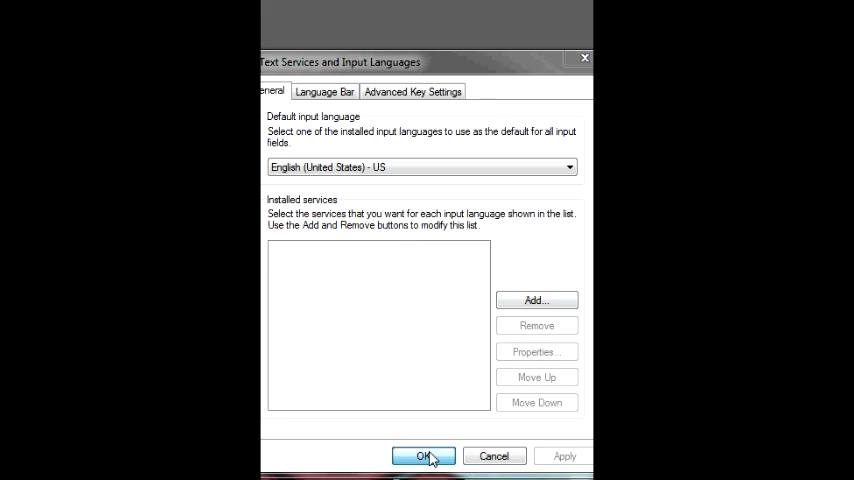 Text Services and Input Languages
eneral
Language Bar
Advanced Key Settings
Default input language
Select one of the installed input languages to use as the default for all input
fields.
English (United States) - US
Installed services
Select the services that you want for each input language shown in the list.
Use the Add and Remove buttons to modify this list.
Add...
Remove
Properties...
Move Up
Move Down
OK
Cancel
Apply